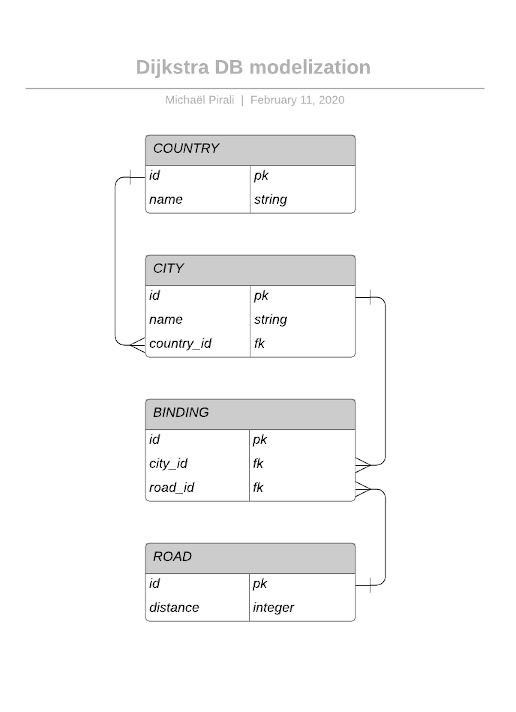 Dijkstra DB modelization
Michaël Pirali | February 11, 2020
COUNTRY
id pk
name string
CITY
id pk
name string
country_id fk
BINDING
id pk
city_id fk
road_id fk
ROAD
id pk
distance integer